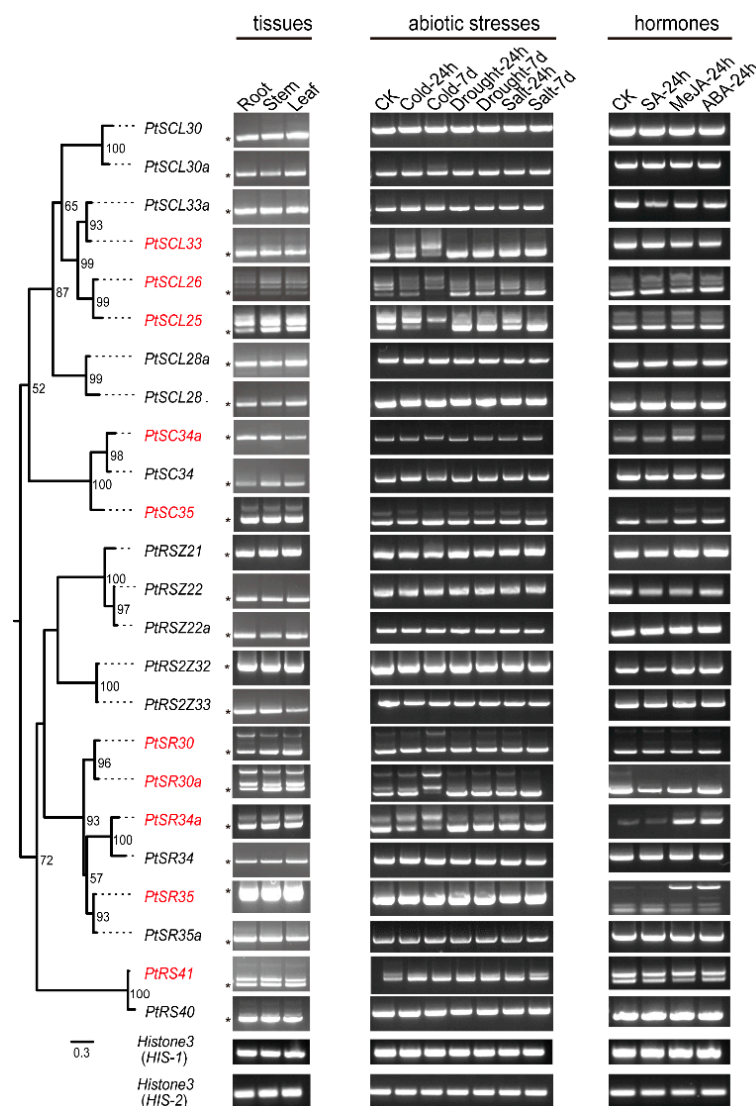 tissues
abiotic stresses
hormones
Root
Stem
Leaf
CK
Cold-24h
Cold-7d
Drought-24h
Drought-7d
Salt-24h
Salt-7d
CK
SA-24h
MeJA-24h
ABA-24h
PtSCL30
*
100
PtSCL30a
*
65
PtSCL33a
*
93
PtSCL33
*
99
PtSCL26
*
87
99
PtSCL25
*
PtSCL28a
*
52
99
PtSCL28
*
PtSC34a
*
98
PtSC34
*
100
PtSC35
*
PtRSZ21
*
100
PtRSZ22
*
97
PtRSZ22a
*
PtRS2Z32
*
100
PtRS2Z33
*
PtSR30
*
96
PtSR30a
*
93
PtSR34a
*
100
72
PtSR34
*
57
PtSR35
*
93
PtSR35a
*
PtRS41
*
100
PtRS40
*
0.3
Histone3
(HIS-1)
Histone3
(HIS-2)